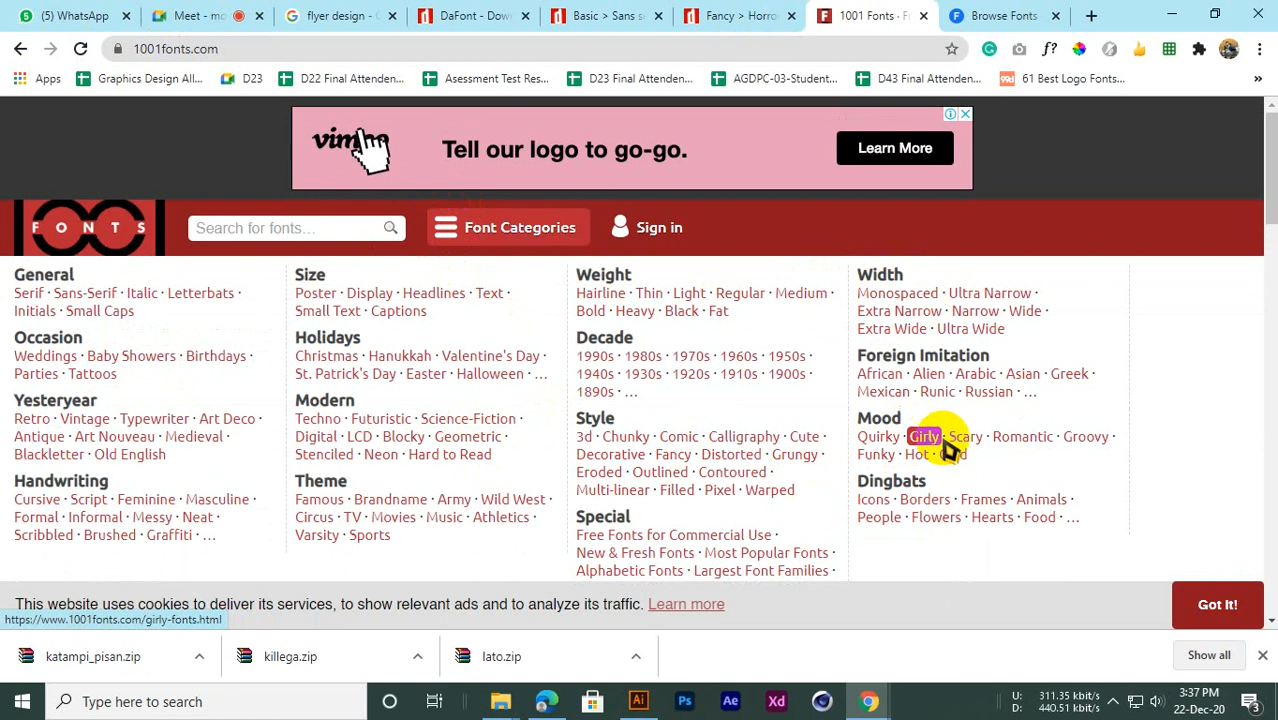 (5) WhatsApp
Meet - mo
flyer design - G
DaFont - Dow
Basic > Sans s
Fancy > Horro
1001 Fonts - F
Browse Fonts
1001fonts.com
f?
Apps
Graphics Design All...
D23
D22 Final Attenden...
Asessment Test Res...
D23 Final Attenden...
AGDPC-03-Student...
D43 Final Attenden...
99d
61 Best Logo Fonts...
»
vimeo
Tell our logo to go-go.
Learn More
FONTS
Search for fonts...
Font Categories
Sign in
General
Serif · Sans-Serif · Italic · Letterbats ·
Initials · Small Caps
Occasion
Weddings · Baby Showers · Birthdays ·
Parties · Tattoos
Yesteryear
Retro · Vintage · Typewriter · Art Deco ·
Antique · Art Nouveau · Medieval ·
Blackletter · Old English
Handwriting
Cursive · Script · Feminine · Masculine ·
Formal · Informal · Messy · Neat ·
Scribbled · Brushed · Graffiti · ...
Size
Poster · Display · Headlines · Text ·
Small Text · Captions
Holidays
Christmas · Hanukkah · Valentine's Day ·
St. Patrick's Day · Easter · Halloween · ...
Modern
Techno · Futuristic · Science-Fiction ·
Digital · LCD · Blocky · Geometric ·
Stenciled · Neon · Hard to Read
Theme
Famous · Brandname · Army · Wild West ·
Circus · TV · Movies · Music · Athletics ·
Varsity · Sports
Weight
Hairline · Thin · Light · Regular · Medium ·
Bold · Heavy · Black · Fat
Decade
1990s · 1980s · 1970s · 1960s · 1950s ·
1940s · 1930s · 1920s · 1910s · 1900s ·
1890s · ...
Style
3d · Chunky · Comic · Calligraphy · Cute ·
Decorative · Fancy · Distorted · Grungy ·
Eroded · Outlined · Contoured ·
Multi-linear · Filled · Pixel · Warped
Special
Free Fonts for Commercial Use ·
New & Fresh Fonts · Most Popular Fonts ·
Alphabetic Fonts · Largest Font Families ·
Width
Monospaced · Ultra Narrow ·
Extra Narrow · Narrow · Wide ·
Extra Wide · Ultra Wide
Foreign Imitation
African · Alien · Arabic · Asian · Greek ·
Mexican · Runic · Russian · ...
Mood
Quirky · Girly · Scary · Romantic · Groovy ·
Funky · Hot ·
Dingbats
Icons · Borders · Frames · Animals ·
People · Flowers · Hearts · Food · ...
This website uses cookies to deliver its services, to show relevant ads and to analyze its traffic. Learn more
Got It!
https://www.1001fonts.com/girly-fonts.html
katampi_pisan.zip
killega.zip
lato.zip
Show all
Type here to search
Ai
Ps
Ae
Xd
U: 311.35 kbit/s
D: 440.51 kbit/s
3:37 PM
22-Dec-20
3